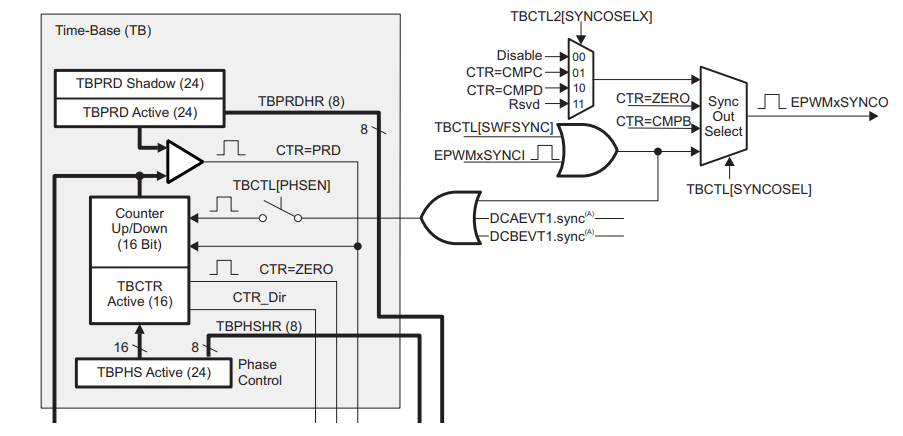 TBCTL2[SYNCOSELX]
Time-Base (TB)
Disable
00
CTR=CMPC
01
CTR=CMPD
10
Rsvd
11
TBPRD Shadow (24)
TBPRD Active (24)
TBPRDHR (8)
8
CTR=ZERO
CTR=CMPB
Sync
Out
Select
EPWMxSYNCO
TBCTL[SWFSYNC]
EPWMxSYNCI
CTR=PRD
TBCTL[SYNCOSEL]
TBCTL[PHSEN]
Counter
Up/Down
(16 Bit)
DCAEVT1.sync(A)
DCBEVT1.sync(A)
CTR=ZERO
TBCTR
Active (16)
CTR_Dir
TBPHSHR (8)
16
8
TBPHS Active (24)
Phase
Control